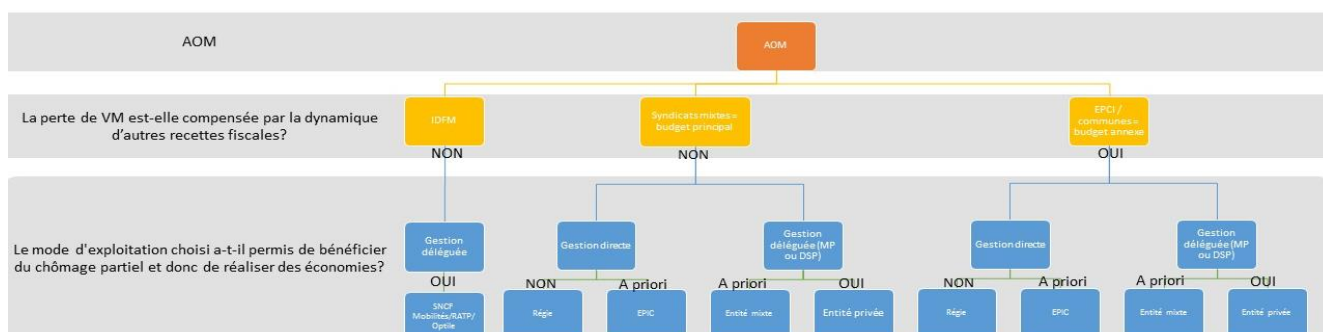 AOM
AOM
La perte de VM est-elle compensée par la dynamique
d'autres recettes fiscales?
IDFM
Syndicats mixtes =
budget principal
EPCI /
communes =
budget annexe
NON
NON
OUI
Le mode d'exploitation choisi a-t-il permis de bénéficier
du chômage partiel et donc de réaliser des économies?
Gestion
déléguée
Gestion directe
Gestion
déléguée (MP
ou DSP)
Gestion directe
Gestion
déléguée (MP
ou DSP)
OUI
NON
A priori
A priori
OUI
NON
A priori
A priori
OUI
SNCF
Mobilités/RATP/
Optile
Régie
EPIC
Entité mixte
Entité privée
Régie
EPIC
Entité mixte
Entité privée